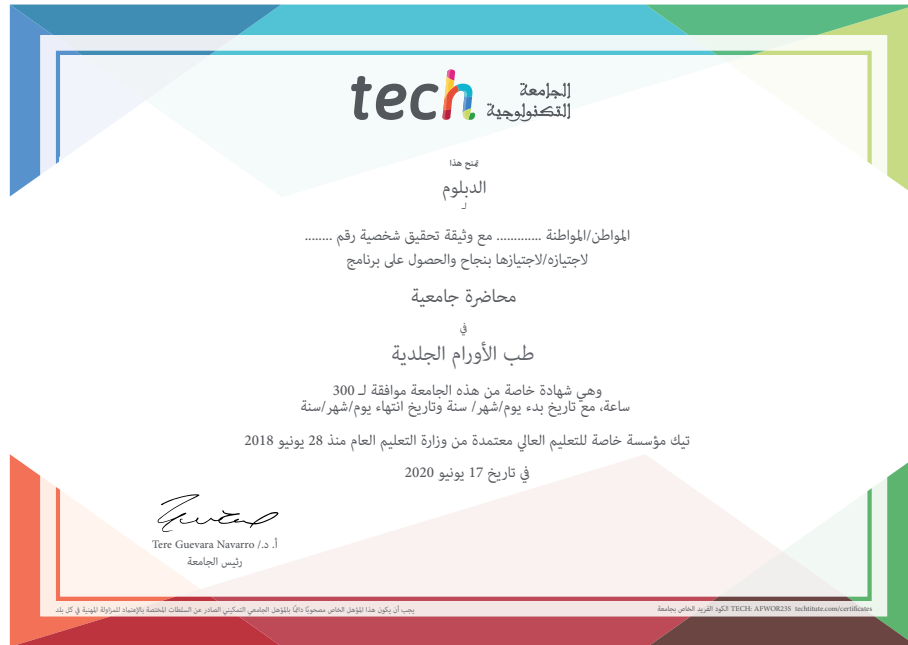 tech الجامعة
التكنولوجية
تمنح هذا
الدبلوم
لـ
المواطن/المواطنة ............. مع وثيقة تحقيق شخصية رقم ........
لاجتيازه/لاجتيازها بنجاح والحصول على برنامج
محاضرة جامعية
في
طب الأورام الجلدية
وهي شهادة خاصة من هذه الجامعة موافقة لـ 300
ساعة، مع تاريخ بدء يوم/شهر/ سنة وتاريخ انتهاء يوم/شهر/سنة
تيك مؤسسة خاصة للتعليم العالي معتمدة من وزارة التعليم العام منذ 28 يونيو 2018
في تاريخ 17 يونيو 2020
أ. د./ Tere Guevara Navarro
رئيس الجامعة
يجب أن يكون هذا المؤهل الخاص مصحوبًا دائمًا بالمؤهل الجامعي التمكيني الصادر عن السلطات المختصة بالإعتماد للمزاولة المهنية في كل بلد
الكود الفريد الخاص بجامعة TECH: AFWOR23S techtitute.com/certificates